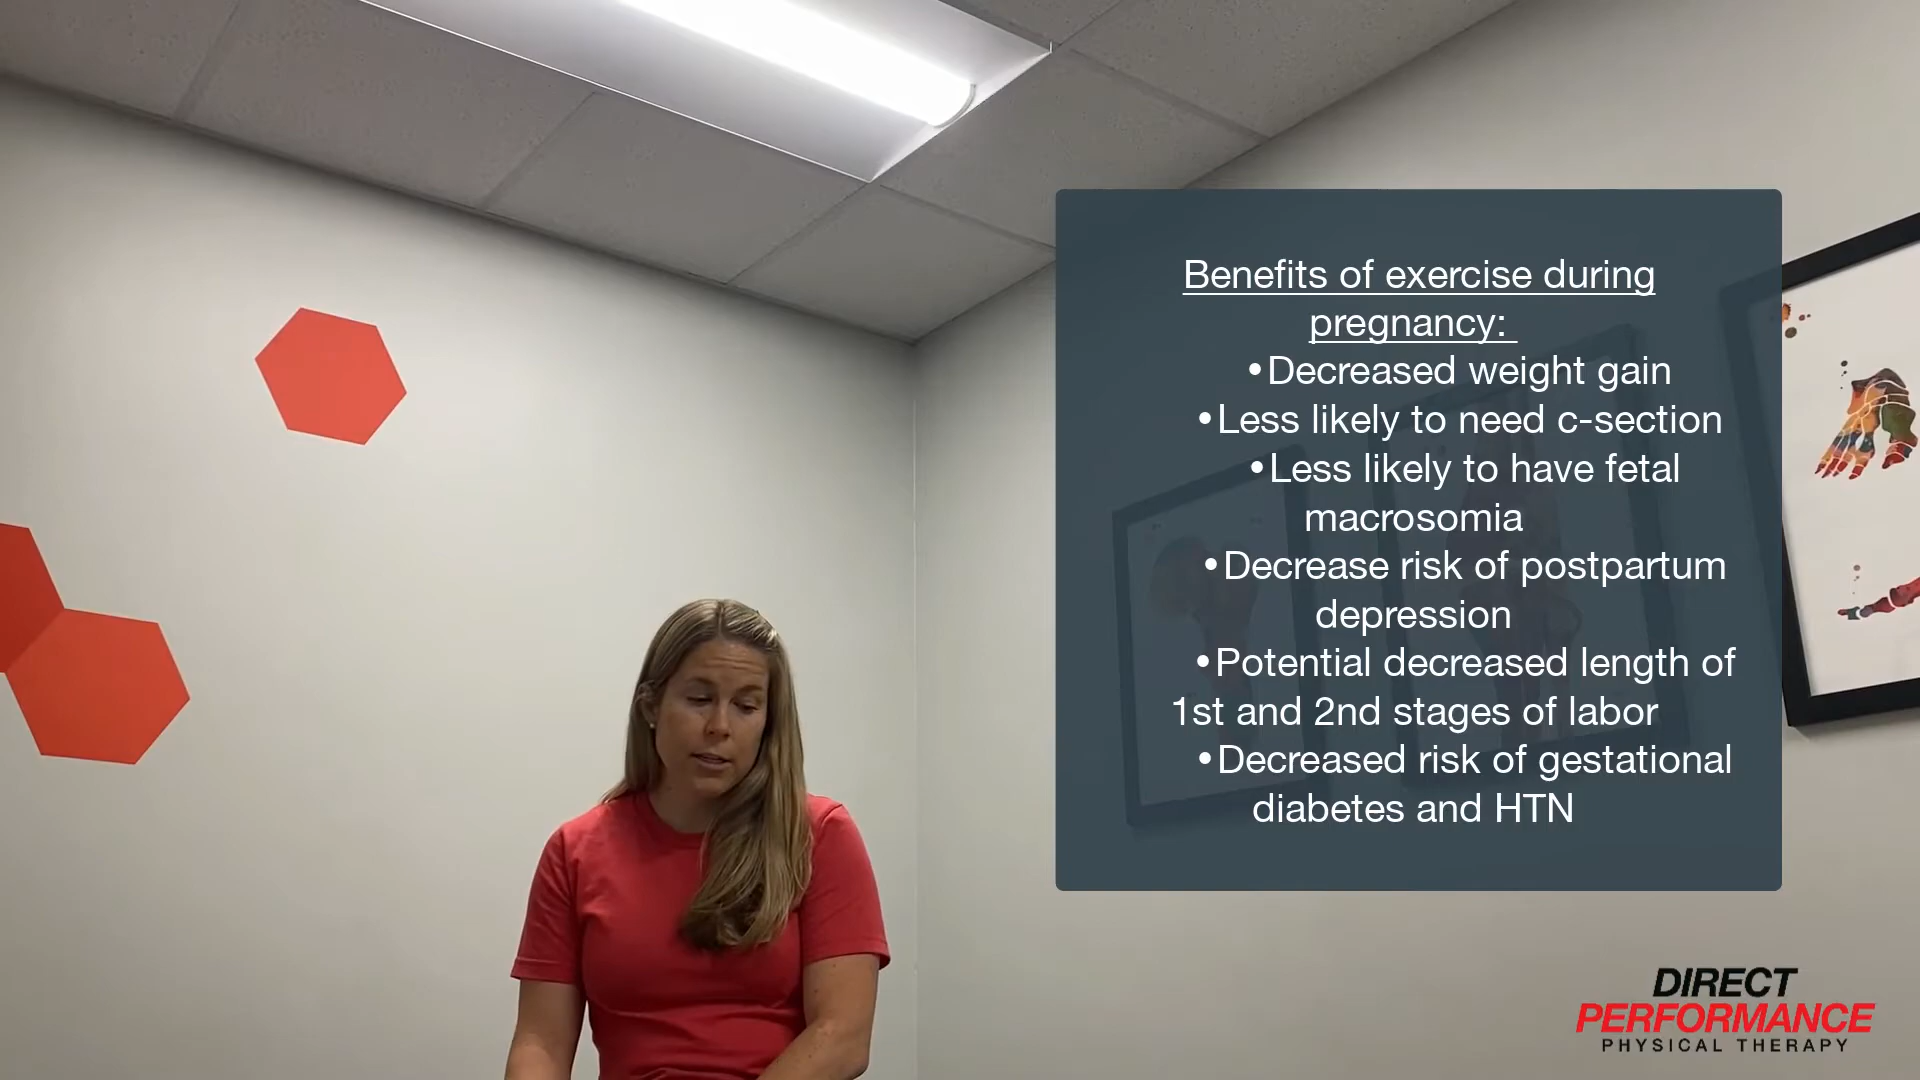 Benefits of exercise during
pregnancy:
•Decreased weight gain
•Less likely to need c-section
•Less likely to have fetal
macrosomia
•Decrease risk of postpartum
depression
•Potential decreased length of
1st and 2nd stages of labor
•Decreased risk of gestational
diabetes and HTN
DIRECT
PERFORMANCE
PHYSICAL THERAPY